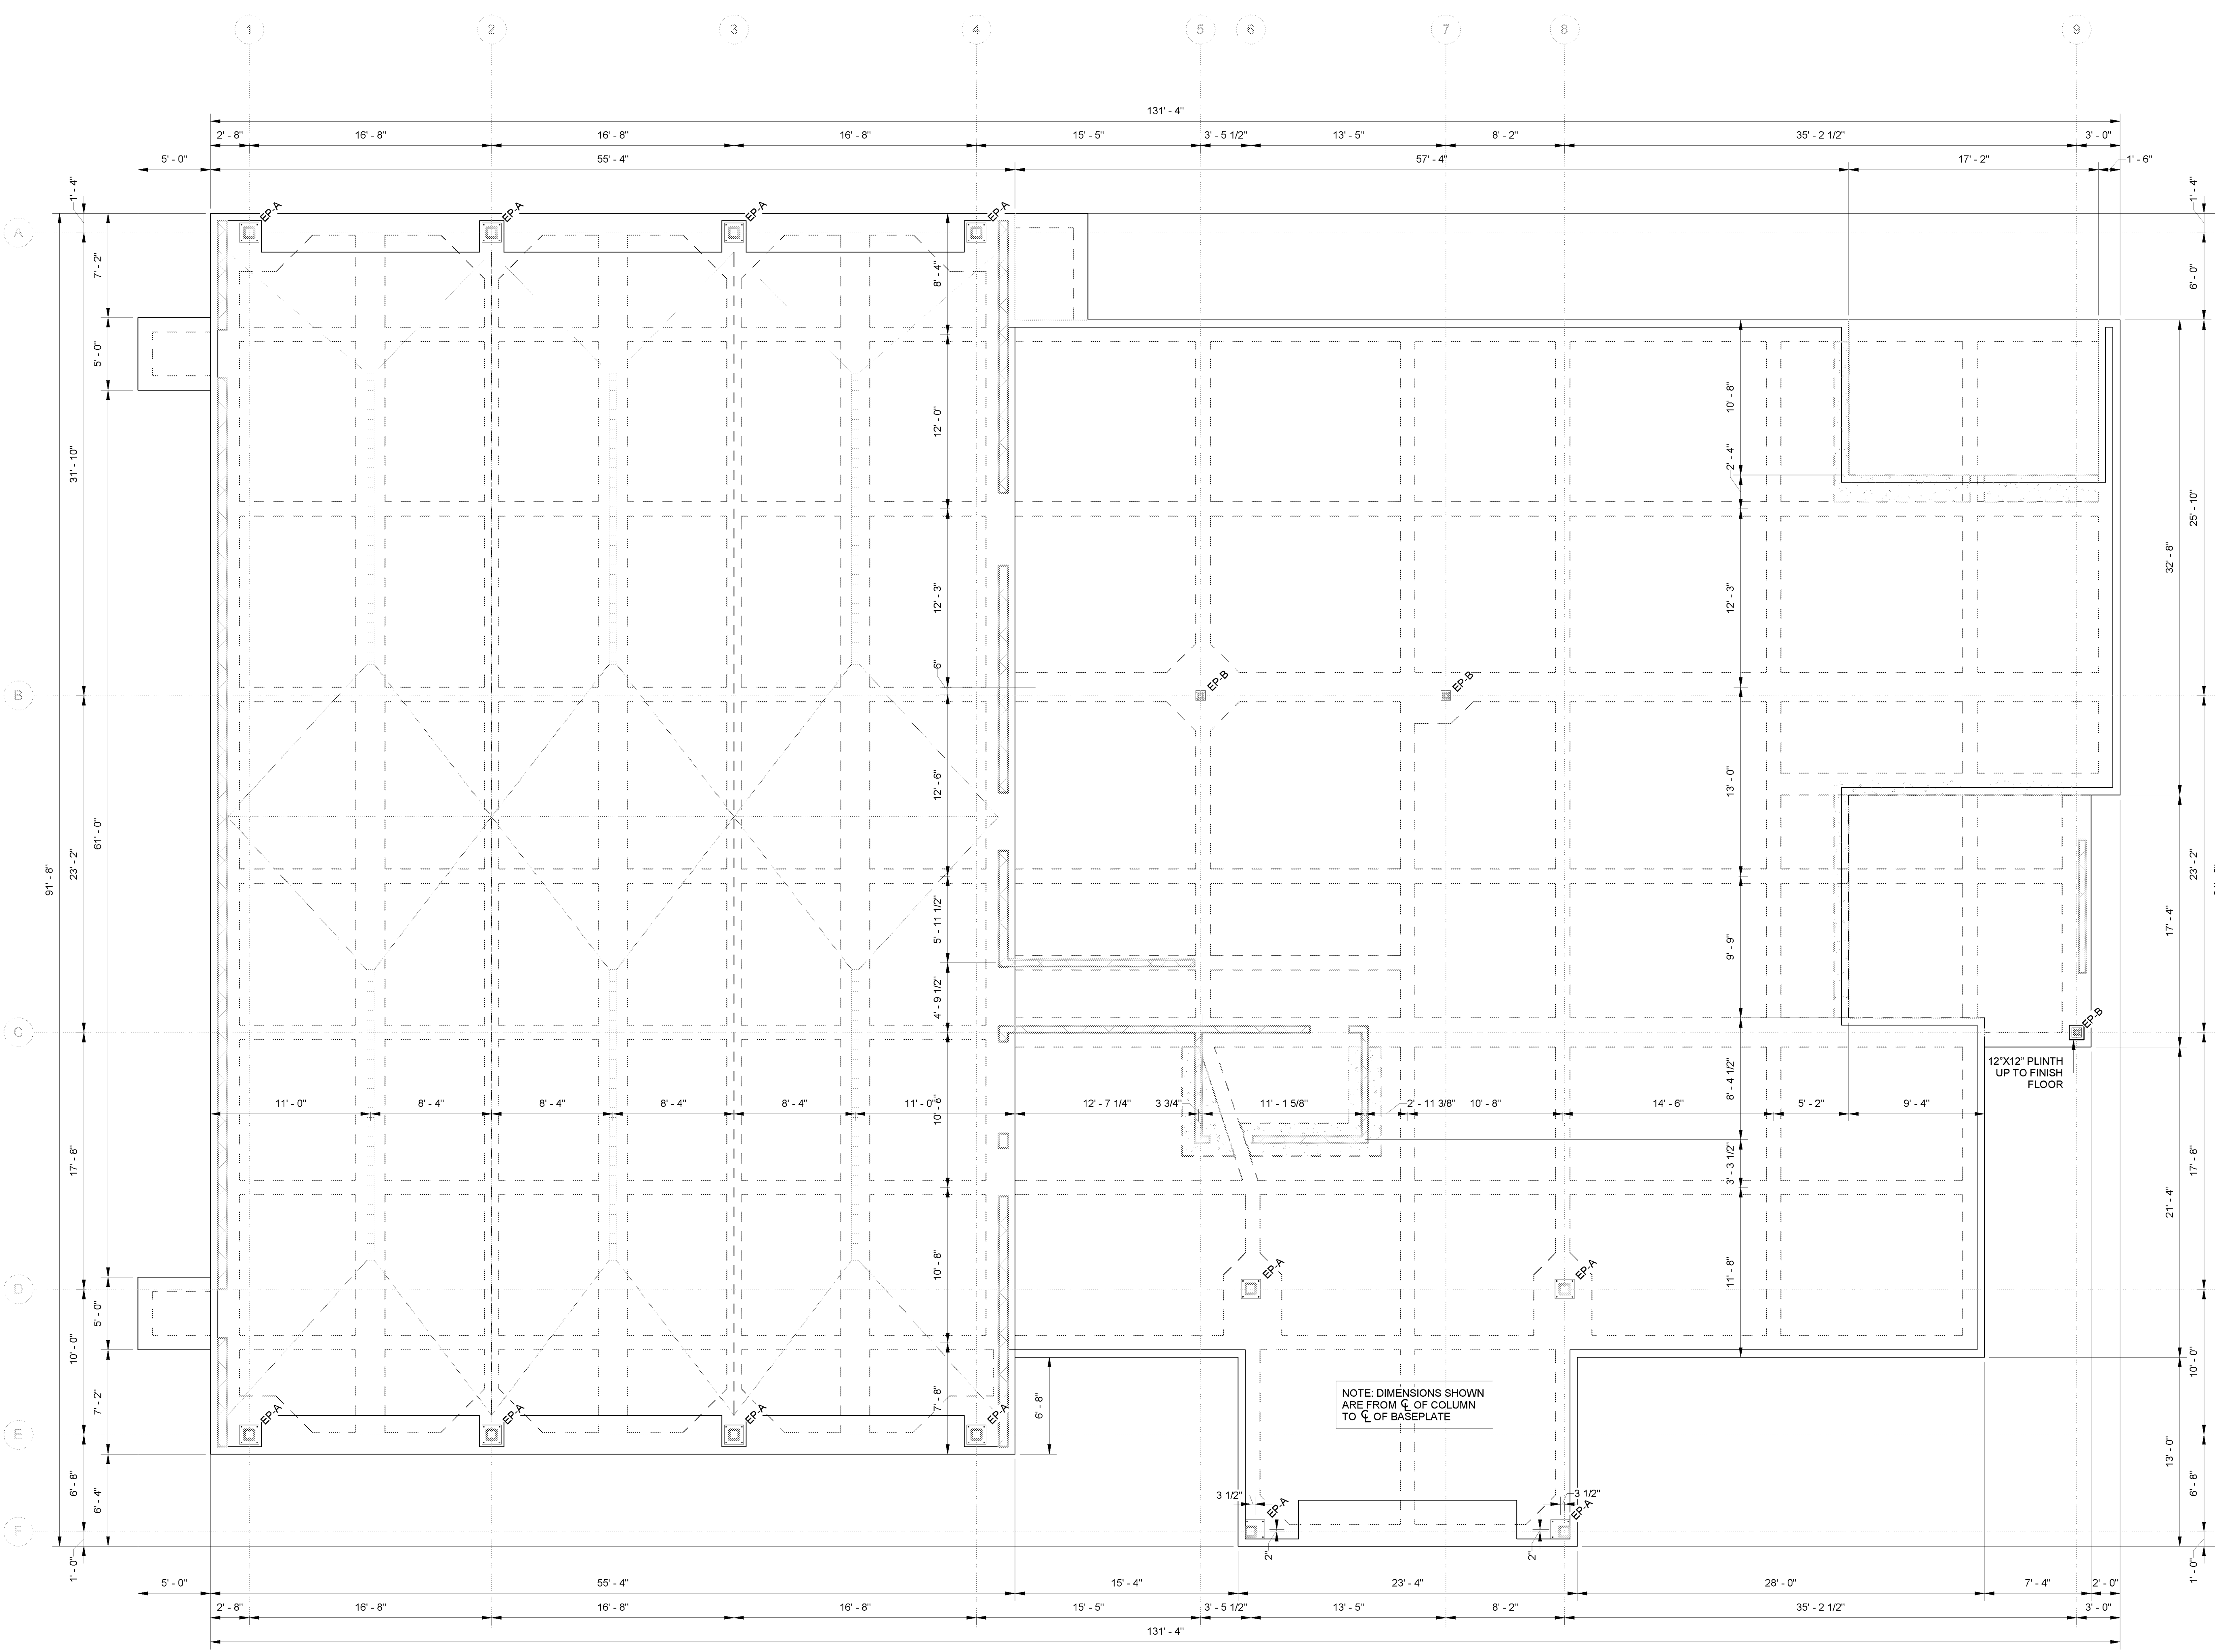 1 2 3 4 5 6 7 8 9
131' - 4"
2' - 8" 16' - 8" 16' - 8" 16' - 8" 15' - 5" 3' - 5 1/2" 13' - 5" 8' - 2" 35' - 2 1/2" 3' - 0"
5' - 0" 55' - 4" 57' - 4" 17' - 2" 1' - 6"
A
B
C
D
E
F
1' - 4"
31' - 10"
23' - 2"
17' - 8"
10' - 0"
6' - 8"
1' - 0"
91' - 8"
7' - 2"
5' - 0"
61' - 0"
5' - 0"
7' - 2"
6' - 4"
EP-A EP-A EP-A EP-A
8' - 4"
12' - 0"
12' - 3"
6"
12' - 6"
5' - 11 1/2"
4' - 9 1/2"
10' - 8"
10' - 8"
7' - 8"
6' - 8"
10' - 8"
2' - 4"
12' - 3"
13' - 0"
9' - 9"
8' - 4 1/2"
3' - 3 1/2"
11' - 8"
EP-B EP-B
EP-B
12"X12" PLINTH
UP TO FINISH
FLOOR
11' - 0" 8' - 4" 8' - 4" 8' - 4" 8' - 4" 11' - 0" 12' - 7 1/4" 3 3/4" 11' - 1 5/8" 2' - 11 3/8" 10' - 8" 14' - 6" 5' - 2" 9' - 4"
EP-A EP-A
NOTE: DIMENSIONS SHOWN
ARE FROM ℄ OF COLUMN
TO ℄ OF BASEPLATE
EP-A EP-A EP-A EP-A
3 1/2" EP-A 3 1/2" EP-A
2" 2"
1' - 4"
6' - 0"
25' - 10"
23' - 2"
17' - 8"
10' - 0"
6' - 8"
1' - 0"
32' - 8"
17' - 4"
21' - 4"
13' - 0"
5' - 0" 55' - 4" 15' - 4" 23' - 4" 28' - 0" 7' - 4" 2' - 0"
2' - 8" 16' - 8" 16' - 8" 16' - 8" 15' - 5" 3' - 5 1/2" 13' - 5" 8' - 2" 35' - 2 1/2" 3' - 0"
131' - 4"